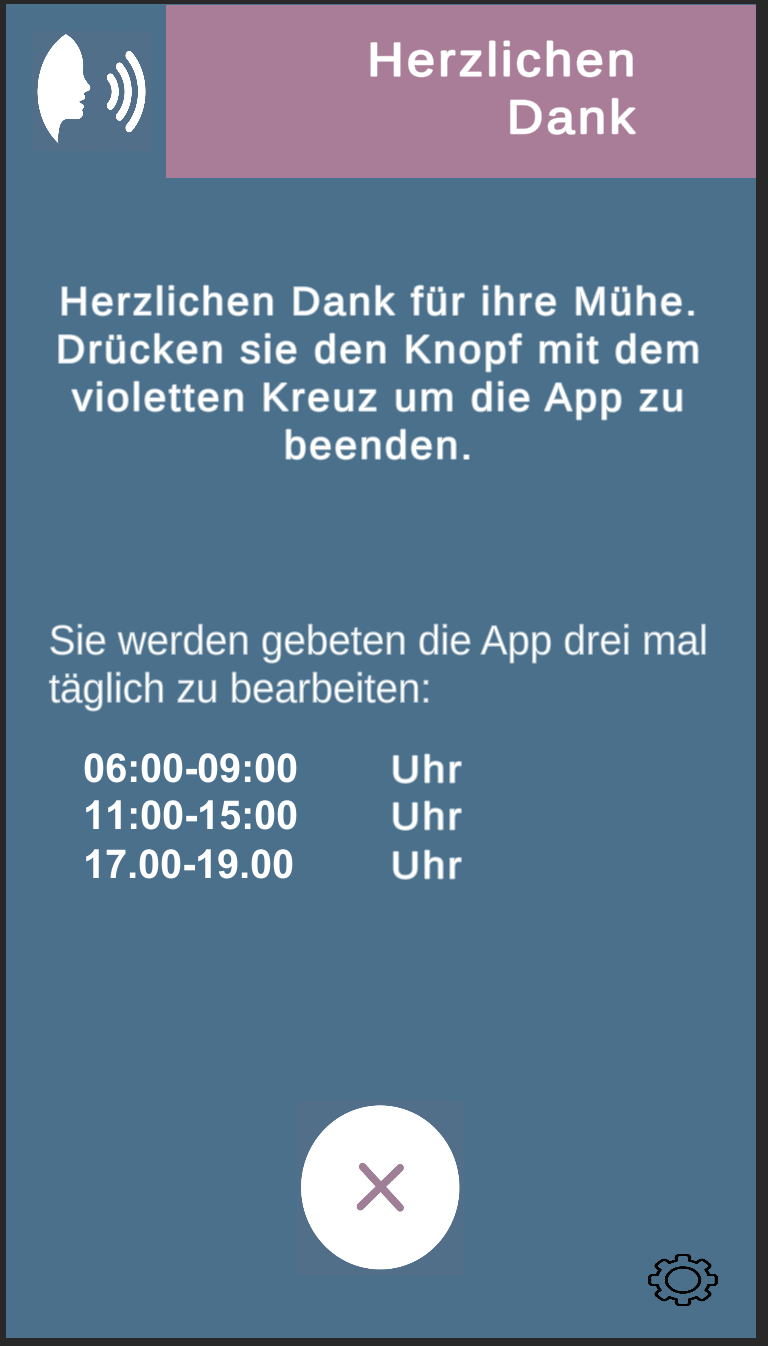 Herzlichen
Dank
Herzlichen Dank für ihre Mühe.
Drücken sie den Knopf mit dem
violetten Kreuz um die App zu
beenden.
Sie werden gebeten die App drei mal
täglich zu bearbeiten:
06:00-09:00 Uhr
11:00-15:00 Uhr
17.00-19.00 Uhr